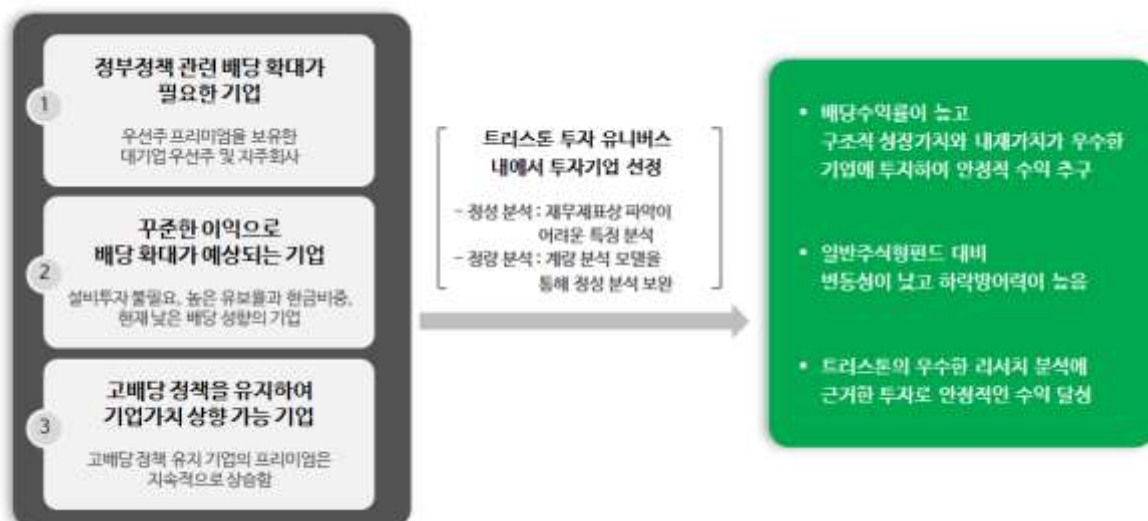 1
정부정책 관련 배당 확대가
필요한 기업
우선주 프리미엄을 보유한
대기업 우선주 및 지주회사
2
꾸준한 이익으로
배당 확대가 예상되는 기업
설비투자 불필요, 높은 유보율과 현금비중,
현재 낮은 배당 성향의 기업
3
고배당 정책을 유지하여
기업가치 상향 가능 기업
고배당 정책 유지 기업의 프리미엄은
지속적으로 상승함
트러스톤 투자 유니버스
내에서 투자기업 선정
- 정성 분석 : 재무제표상 파악이
어려운 특징 분석
- 정량 분석 : 계량 분석 모델을
통해 정성 분석 보완
• 배당수익률이 높고
구조적 성장가치와 내재가치가 우수한
기업에 투자하여 안정적 수익 추구
• 일반주식형펀드 대비
변동성이 낮고 하락방어력이 높음
• 트러스톤의 우수한 리서치 분석에
근거한 투자로 안정적인 수익 달성